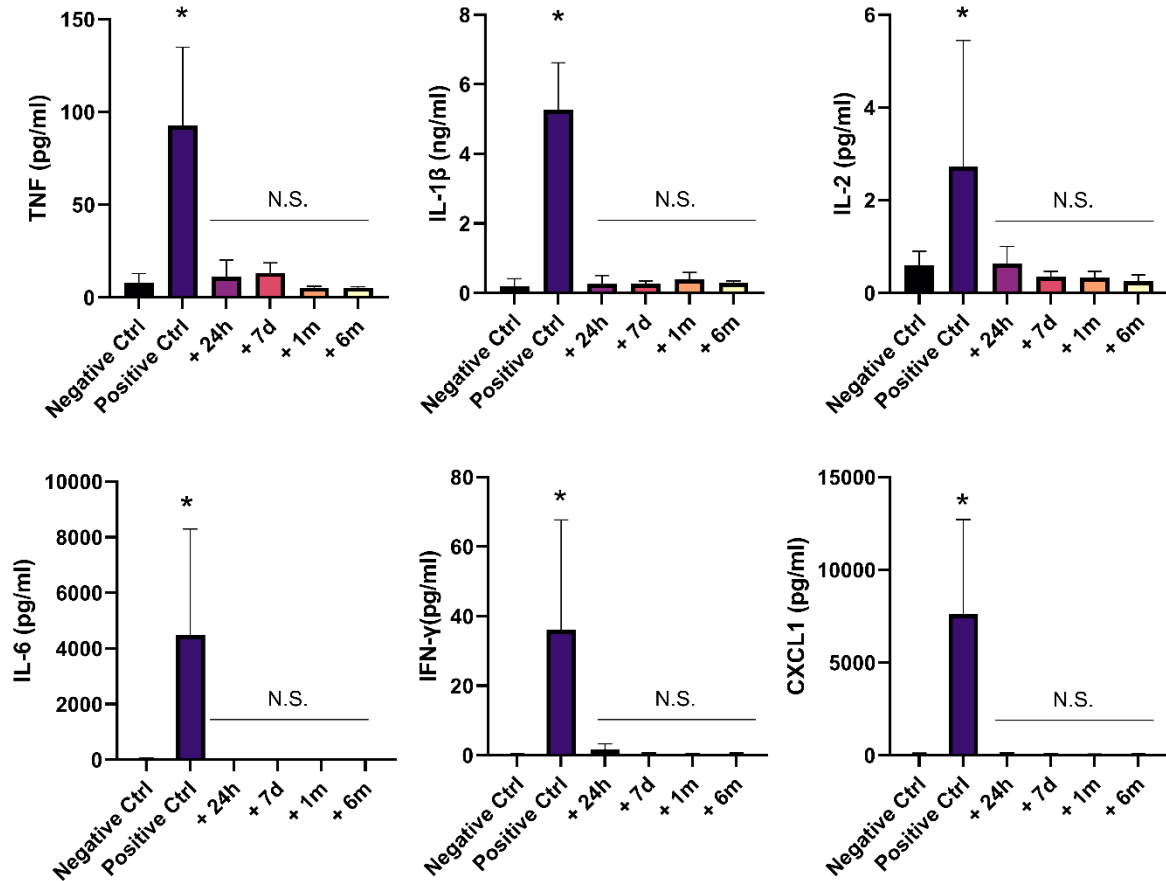 *
150
100
50
0
TNF (pg/ml)
N.S.
Negative Ctrl
Positive Ctrl
+ 24h
+ 7d
+ 1m
+ 6m
*
8
6
4
2
0
IL-1β (ng/ml)
N.S.
Negative Ctrl
Positive Ctrl
+ 24h
+ 7d
+ 1m
+ 6m
*
6
4
2
0
IL-2 (pg/ml)
N.S.
Negative Ctrl
Positive Ctrl
+ 24h
+ 7d
+ 1m
+ 6m
*
10000
8000
6000
4000
2000
0
IL-6 (pg/ml)
N.S.
Negative Ctrl
Positive Ctrl
+ 24h
+ 7d
+ 1m
+ 6m
*
80
60
40
20
0
IFN-γ(pg/ml)
N.S.
Negative Ctrl
Positive Ctrl
+ 24h
+ 7d
+ 1m
+ 6m
*
15000
10000
5000
0
CXCL1 (pg/ml)
N.S.
Negative Ctrl
Positive Ctrl
+ 24h
+ 7d
+ 1m
+ 6m